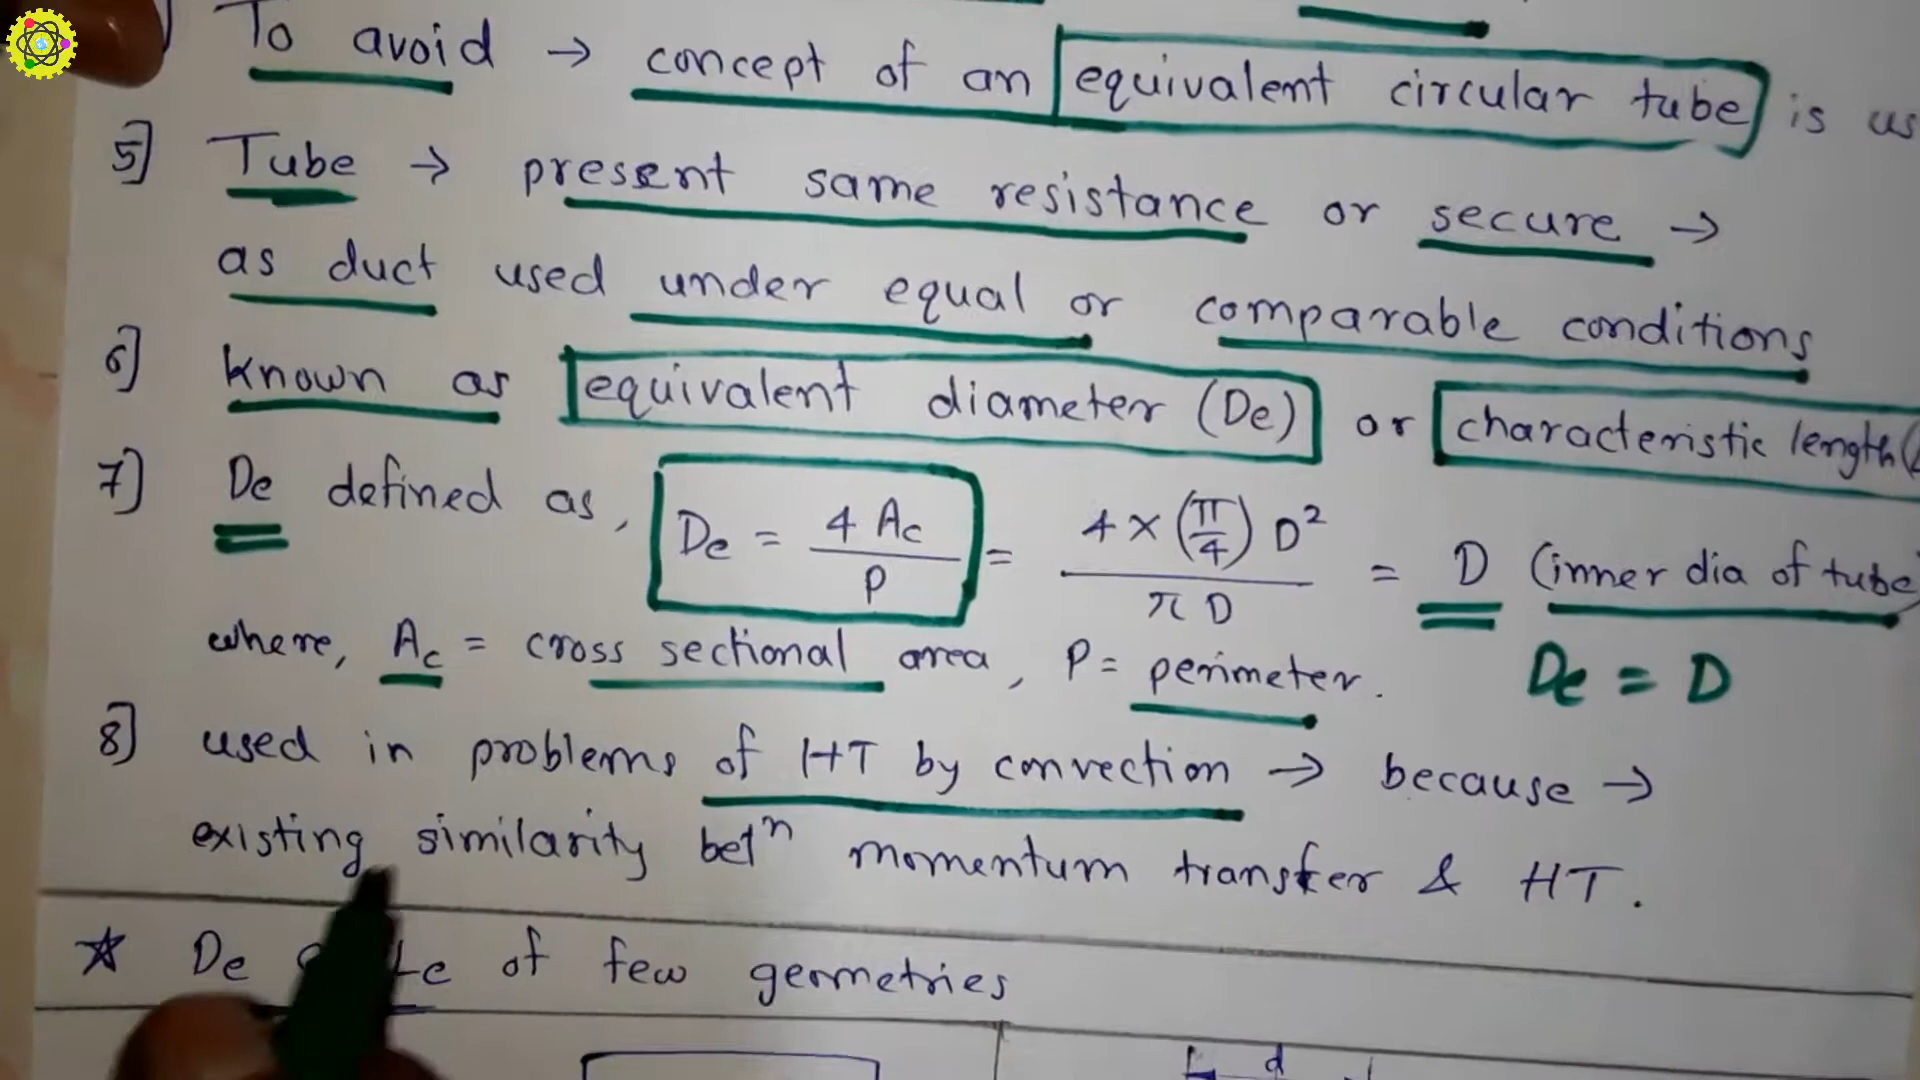 To avoid → concept of an equivalent circular tube is us
5] Tube → present same resistance or secure →
as duct used under equal or comparable conditions
6] known as equivalent diameter (De) or characteristic length (
7] De defined as, De = 4 Ac / P = 4 × (π/4) D² / π D = D (inner dia of tube)
where, Ac = cross sectional area, P = perimeter. De = D
8] used in problems of HT by convection → because →
existing similarity betⁿ momentum transfer & HT.
☆ De of few geometries
d